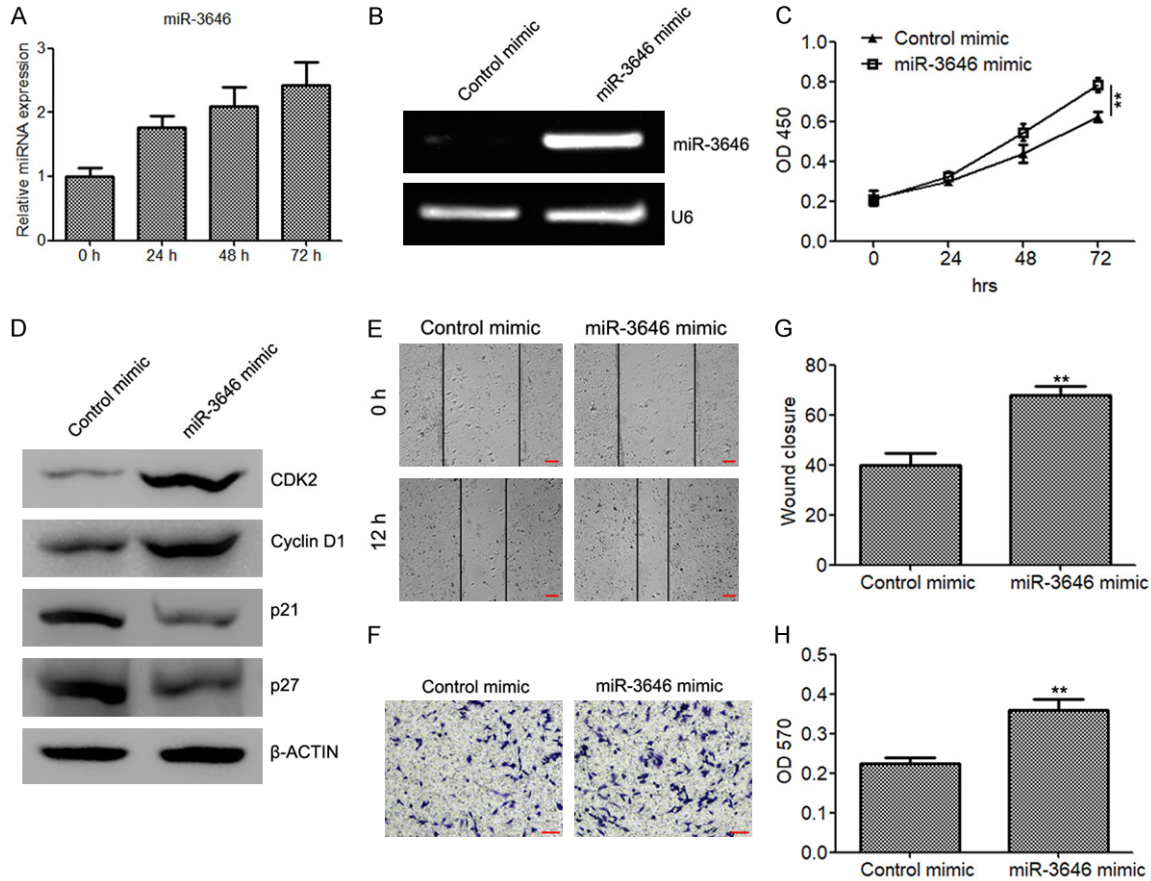 A
miR-3646
Relative miRNA expression
3
2
1
0
0 h
24 h
48 h
72 h
B
Control mimic
miR-3646 mimic
miR-3646
U6
C
Control mimic
miR-3646 mimic
OD 450
1.0
0.8
0.6
0.4
0.2
0.0
**
0
24
48
72
hrs
D
Control mimic
miR-3646 mimic
CDK2
Cyclin D1
p21
p27
β-ACTIN
E
Control mimic
miR-3646 mimic
0 h
12 h
F
Control mimic
miR-3646 mimic
G
Wound closure
80
60
40
20
0
**
Control mimic
miR-3646 mimic
H
OD 570
0.5
0.4
0.3
0.2
0.1
0.0
**
Control mimic
miR-3646 mimic